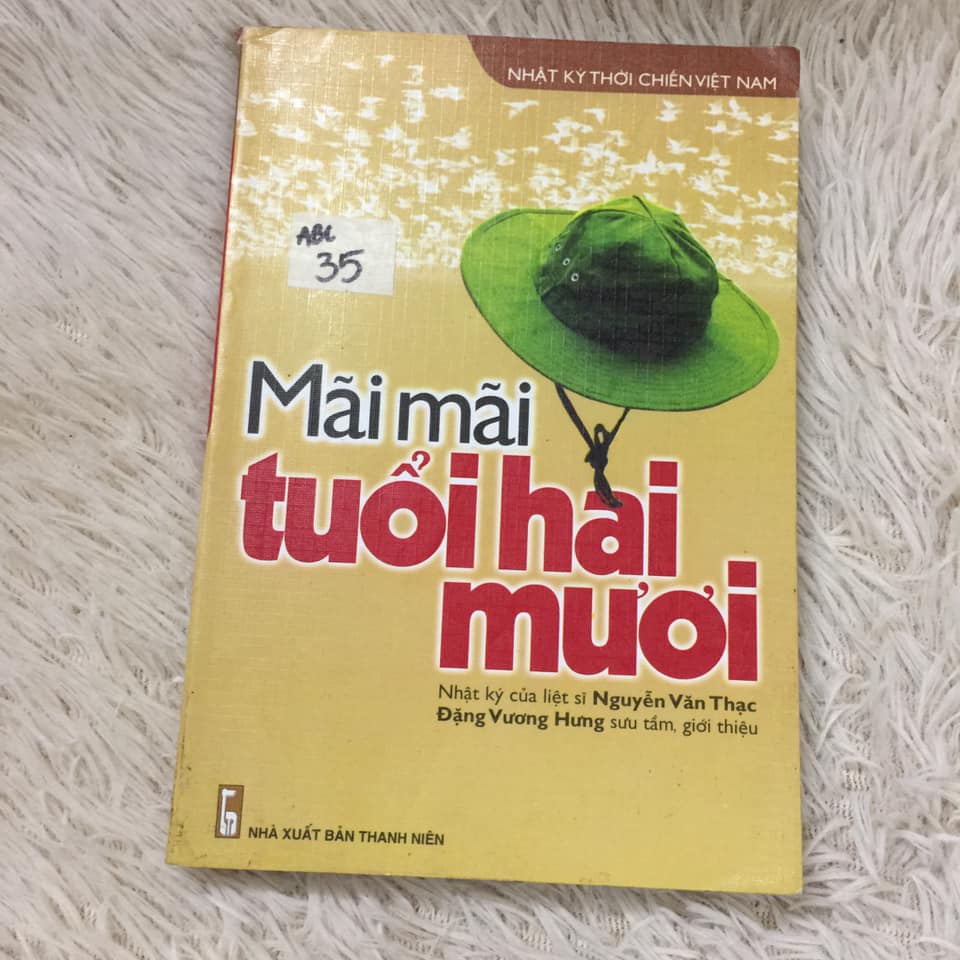 NHẬT KÝ THỜI CHIẾN VIỆT NAM
ABC
35
Mãi mãi
tuổi hai
mươi
Nhật ký của liệt sĩ Nguyễn Văn Thạc
Đặng Vương Hưng sưu tầm, giới thiệu
NHÀ XUẤT BẢN THANH NIÊN